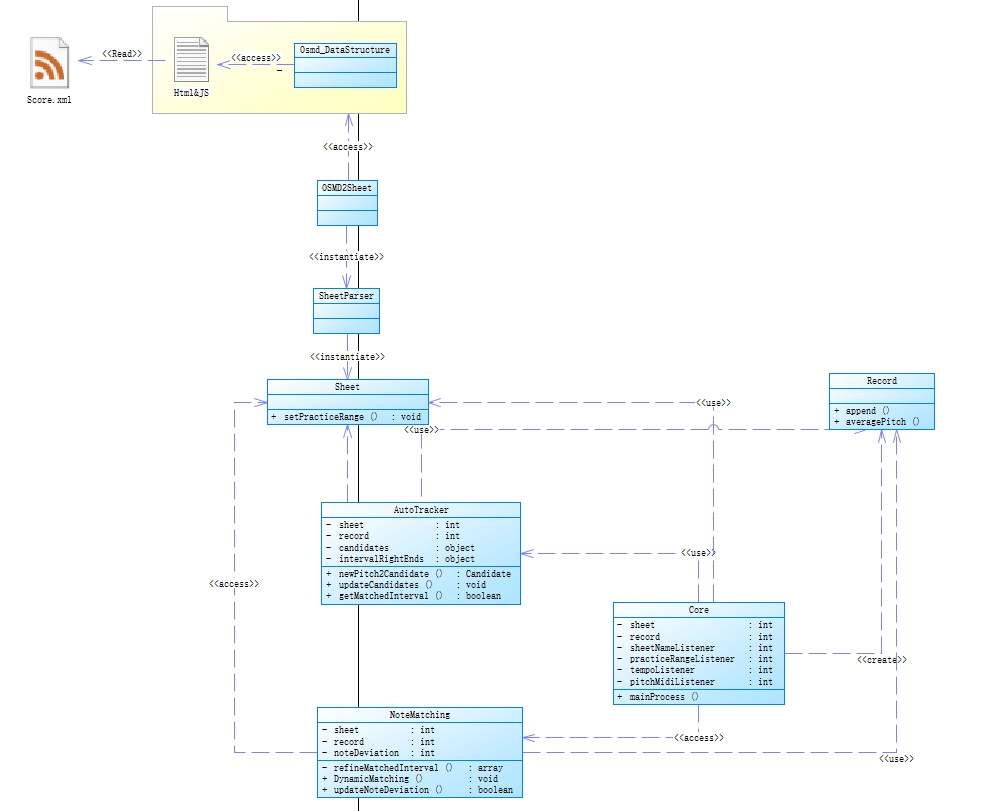 Score.xml
<<Read>>
Html&JS
<<access>>
Osmd_DataStructure
<<access>>
OSMD2Sheet
<<instantiate>>
SheetParser
<<instantiate>>
Sheet
+ setPracticeRange () : void
<<use>>
<<use>>
Record
+ append ()
+ averagePitch ()
AutoTracker
- sheet : int
- record : int
- candidates : object
- intervalRightEnds : object
+ newPitch2Candidate () : Candidate
+ updateCandidates () : void
+ getMatchedInterval () : boolean
<<use>>
<<access>>
Core
- sheet : int
- record : int
- sheetNameListener : int
- practiceRangeListener : int
- tempoListener : int
- pitchMidiListener : int
+ mainProcess ()
<<create>>
<<access>>
<<use>>
NoteMatching
- sheet : int
- record : int
- noteDeviation : int
- refineMatchedInterval () : array
+ DynamicMatching () : void
+ updateNoteDeviation () : boolean